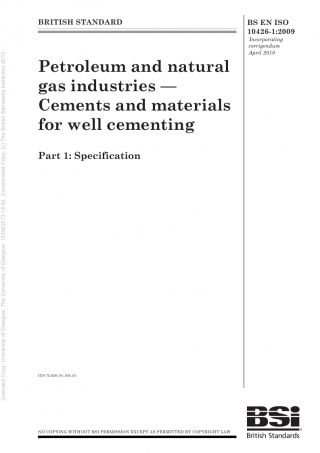 BRITISH STANDARD
BS EN ISO
10426-1:2009
Incorporating
corrigendum
April 2010
Petroleum and natural
gas industries —
Cements and materials
for well cementing
Part 1: Specification
ICS 75.020; 91.100.10
NO COPYING WITHOUT BSI PERMISSION EXCEPT AS PERMITTED BY COPYRIGHT LAW
BSi
British Standards
Licensed Copy: University of Glasgow, The University of Glasgow, 13/09/2013 10:42, Uncontrolled Copy, (c) The British Standards Institution 2013